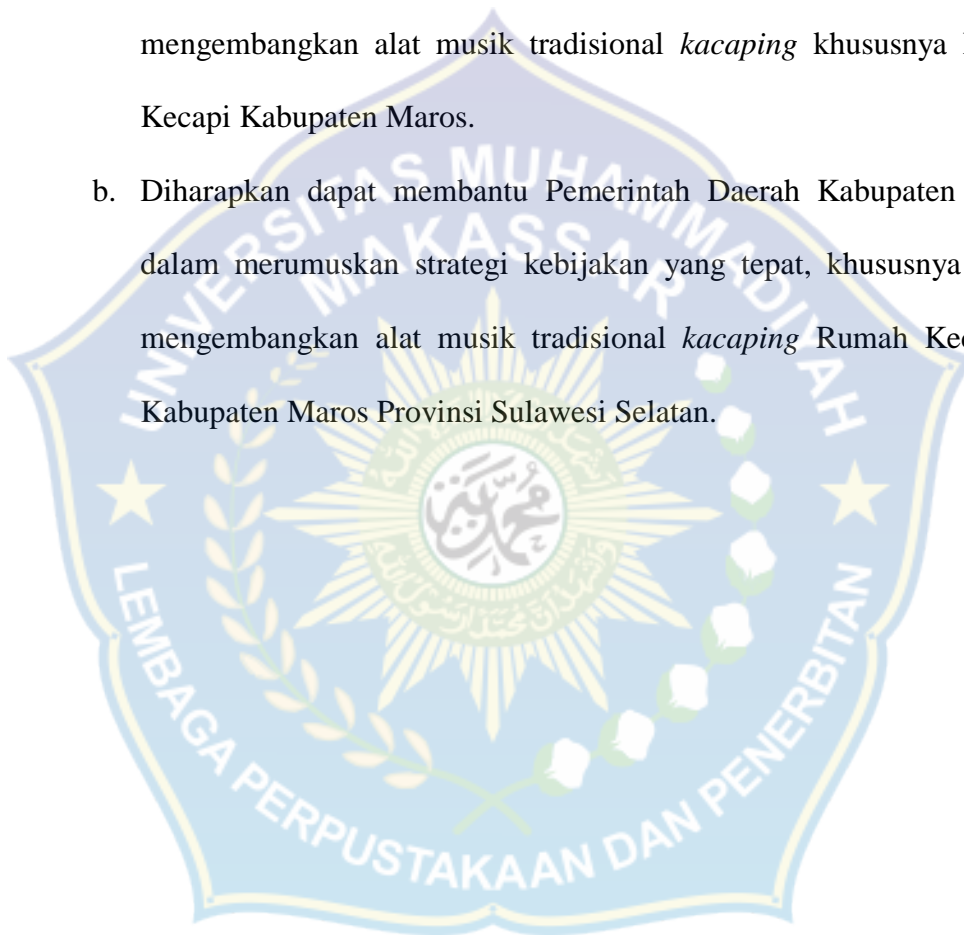 mengembangkan alat musik tradisional kacaping khususnya
Kecapi Kabupaten Maros.
b. Diharapkan dapat membantu Pemerintah Daerah Kabupaten
dalam merumuskan strategi kebijakan yang tepat, khususnya
mengembangkan alat musik tradisional kacaping Rumah
Kabupaten Maros Provinsi Sulawesi Selatan.
UNIVERSITAS MUHAMMADIYAH
MAKASSAR
LEMBAGA PERPUSTAKAAN DAN PENERBITAN